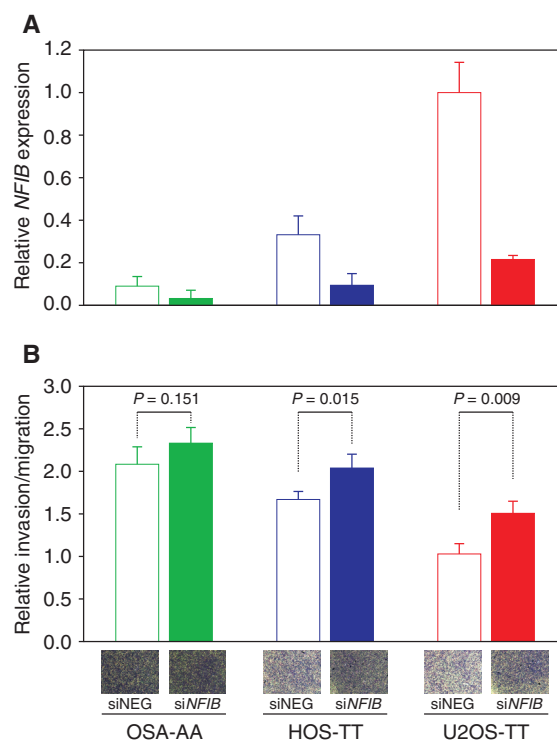 A
Relative NFIB expression
1.2
1.0
0.8
0.6
0.4
0.2
0.0
B
Relative invasion/migration
3.0
2.5
2.0
1.5
1.0
0.5
0.0
P = 0.151
P = 0.015
P = 0.009
siNEG siNFIB siNEG siNFIB siNEG siNFIB
OSA-AA HOS-TT U2OS-TT